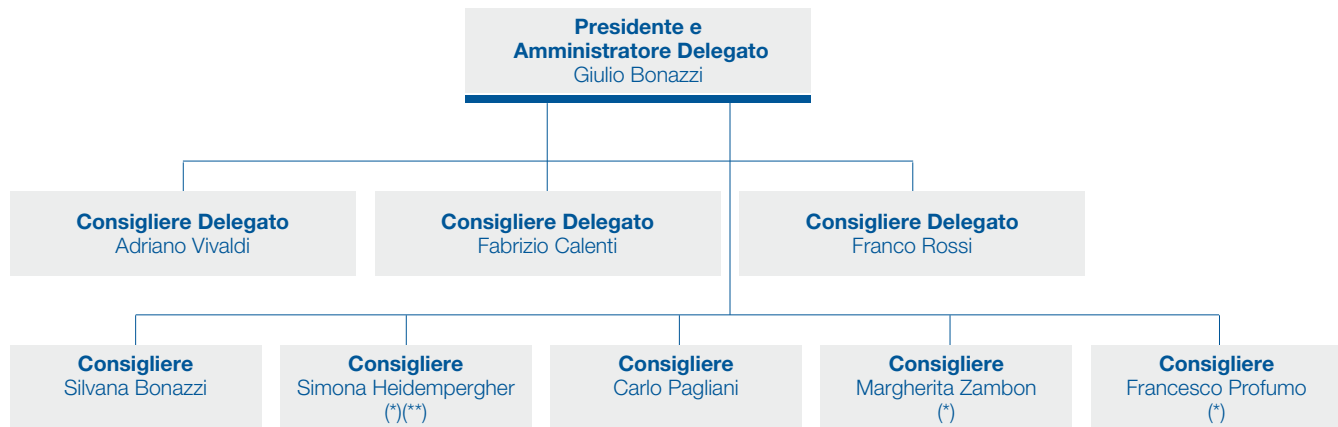 Presidente e
Amministratore Delegato
Giulio Bonazzi
Consigliere Delegato
Adriano Vivaldi
Consigliere Delegato
Fabrizio Calenti
Consigliere Delegato
Franco Rossi
Consigliere
Silvana Bonazzi
Consigliere
Simona Heidempergher
(*)(**)
Consigliere
Carlo Pagliani
Consigliere
Margherita Zambon
(*)
Consigliere
Francesco Profumo
(*)